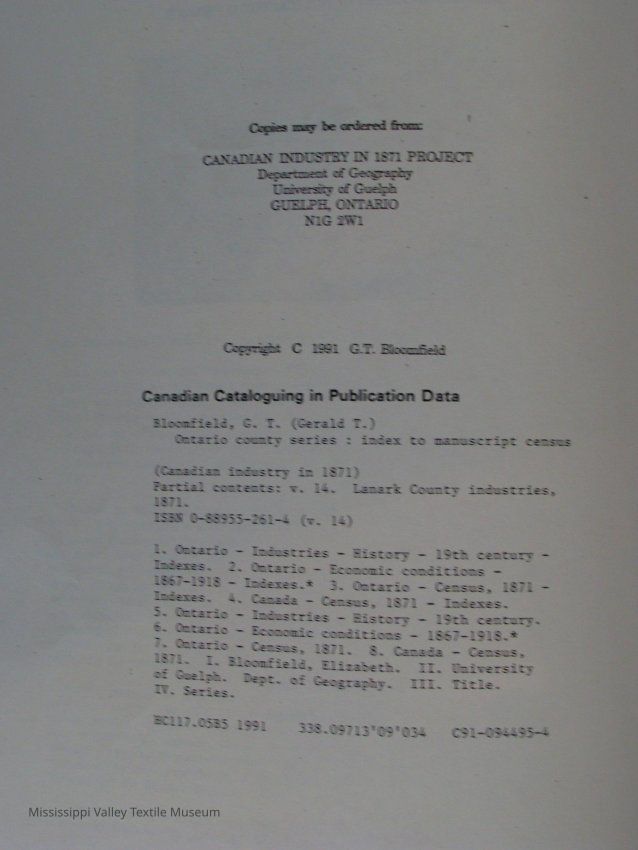 Copies may be ordered from:
CANADIAN INDUSTRY IN 1871 PROJECT
Department of Geography
University of Guelph
GUELPH, ONTARIO
N1G 2W1
Copyright C 1991 G.T. Bloomfield
Canadian Cataloguing in Publication Data
Bloomfield, G. T. (Gerald T.)
Ontario county series : index to manuscript census
(Canadian industry in 1871)
Partial contents: v. 14. Lanark County industries,
1871.
ISBN 0-88955-261-4 (v. 14)
1. Ontario - Industries - History - 19th century -
Indexes. 2. Ontario - Economic conditions -
1867-1918 - Indexes.* 3. Ontario - Census, 1871 -
Indexes. 4. Canada - Census, 1871 - Indexes.
5. Ontario - Industries - History - 19th century.
6. Ontario - Economic conditions - 1867-1918.*
7. Ontario - Census, 1871. 8. Canada - Census,
1871. I. Bloomfield, Elizabeth. II. University
of Guelph. Dept. of Geography. III. Title.
IV. Series.
HC117.O5B5 1991 338.09713'09'034 C91-094495-4
Mississippi Valley Textile Museum